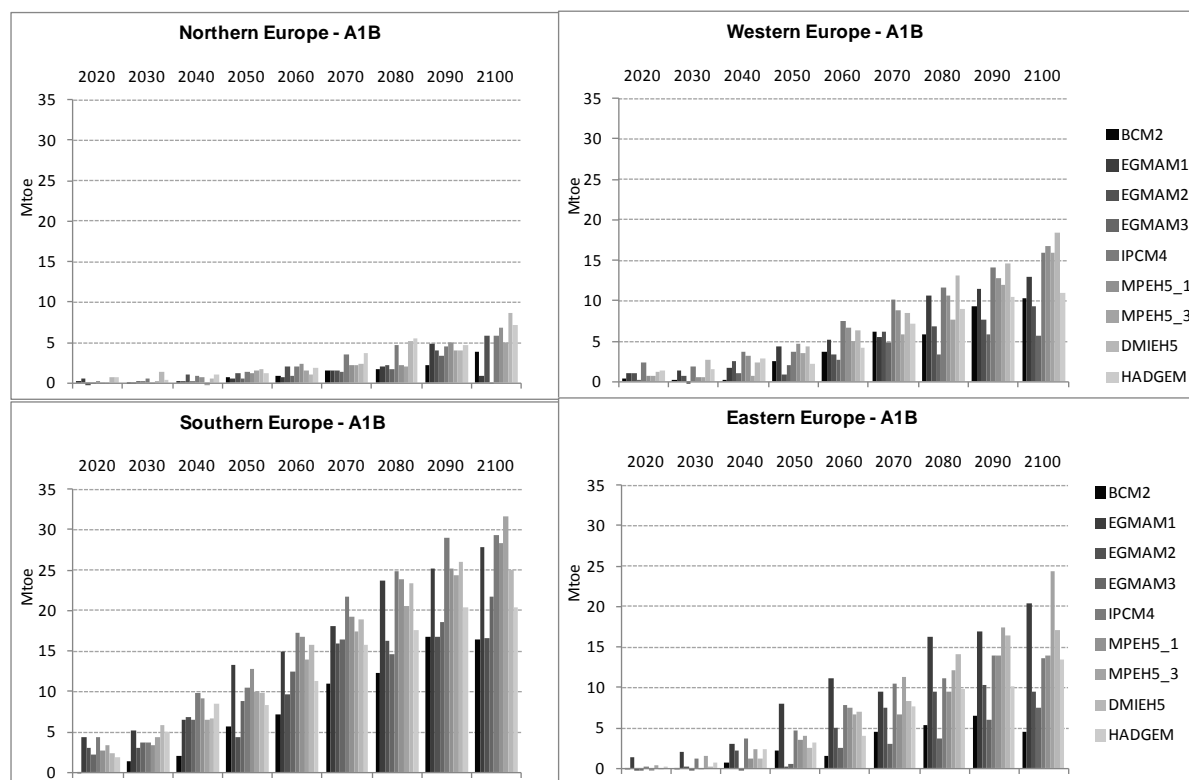 Northern Europe - A1B
2020 2030 2040 2050 2060 2070 2080 2090 2100
35
30
25
20
15
10
5
0
Mtoe
Western Europe - A1B
2020 2030 2040 2050 2060 2070 2080 2090 2100
35
30
25
20
15
10
5
0
Mtoe
BCM2
EGMAM1
EGMAM2
EGMAM3
IPCM4
MPEH5_1
MPEH5_3
DMIEH5
HADGEM
Southern Europe - A1B
2020 2030 2040 2050 2060 2070 2080 2090 2100
35
30
25
20
15
10
5
0
Mtoe
Eastern Europe - A1B
2020 2030 2040 2050 2060 2070 2080 2090 2100
35
30
25
20
15
10
5
0
Mtoe
BCM2
EGMAM1
EGMAM2
EGMAM3
IPCM4
MPEH5_1
MPEH5_3
DMIEH5
HADGEM